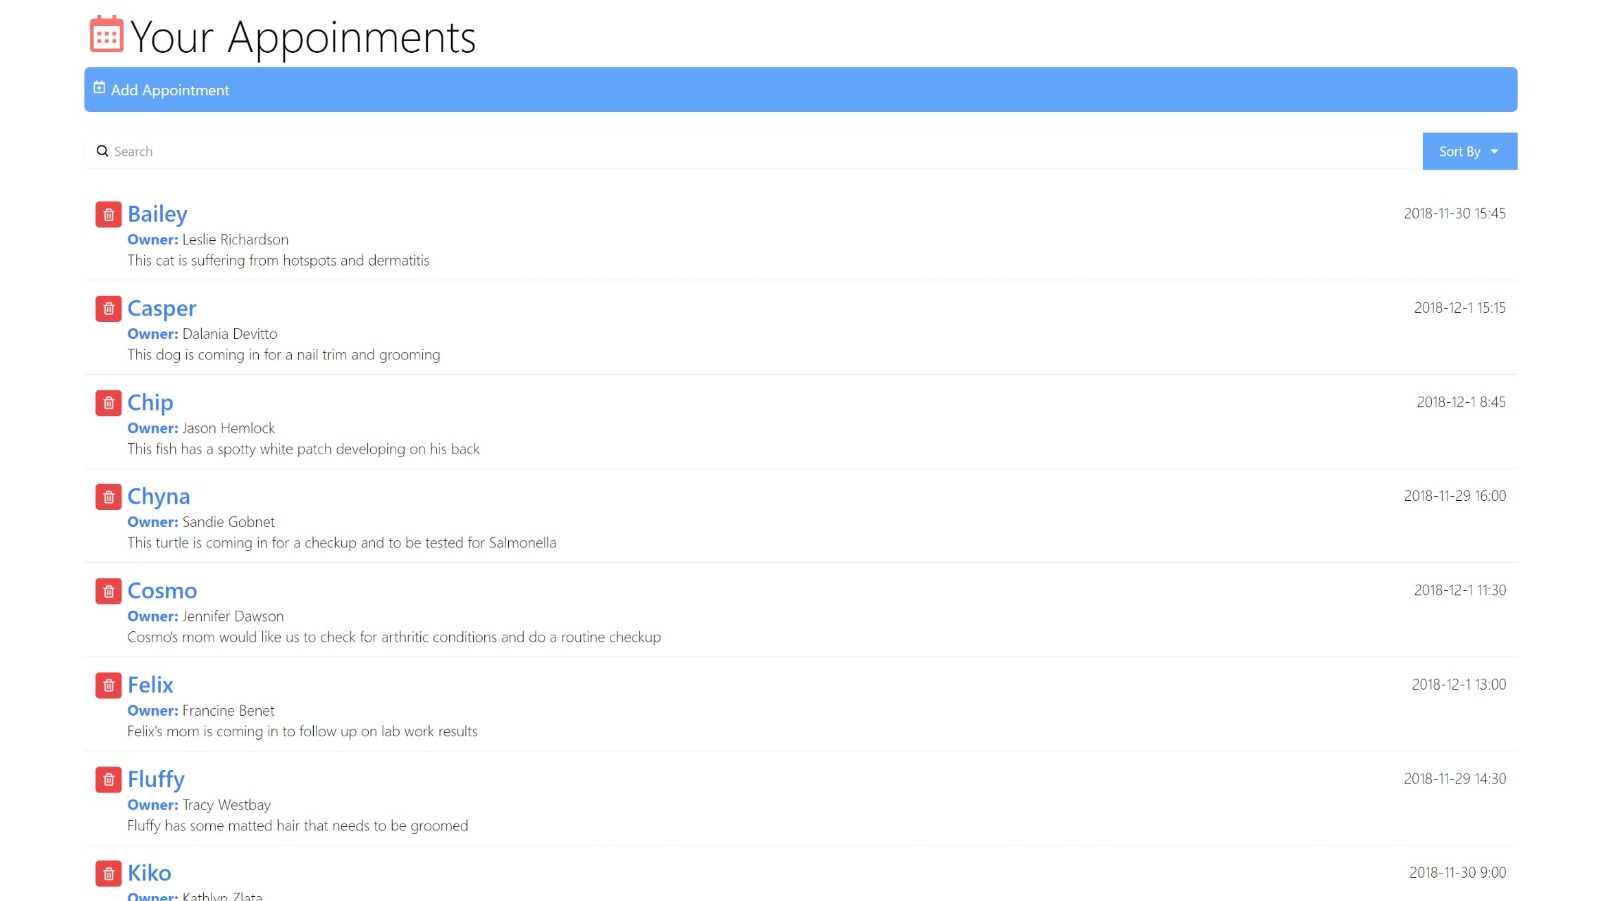 Your Appoinments
Add Appointment
Search
Sort By
Bailey 2018-11-30 15:45
Owner: Leslie Richardson
This cat is suffering from hotspots and dermatitis
Casper 2018-12-1 15:15
Owner: Dalania Devitto
This dog is coming in for a nail trim and grooming
Chip 2018-12-1 8:45
Owner: Jason Hemlock
This fish has a spotty white patch developing on his back
Chyna 2018-11-29 16:00
Owner: Sandie Gobnet
This turtle is coming in for a checkup and to be tested for Salmonella
Cosmo 2018-12-1 11:30
Owner: Jennifer Dawson
Cosmo's mom would like us to check for arthritic conditions and do a routine checkup
Felix 2018-12-1 13:00
Owner: Francine Benet
Felix's mom is coming in to follow up on lab work results
Fluffy 2018-11-29 14:30
Owner: Tracy Westbay
Fluffy has some matted hair that needs to be groomed
Kiko 2018-11-30 9:00
Owner: Kathlyn Zlata